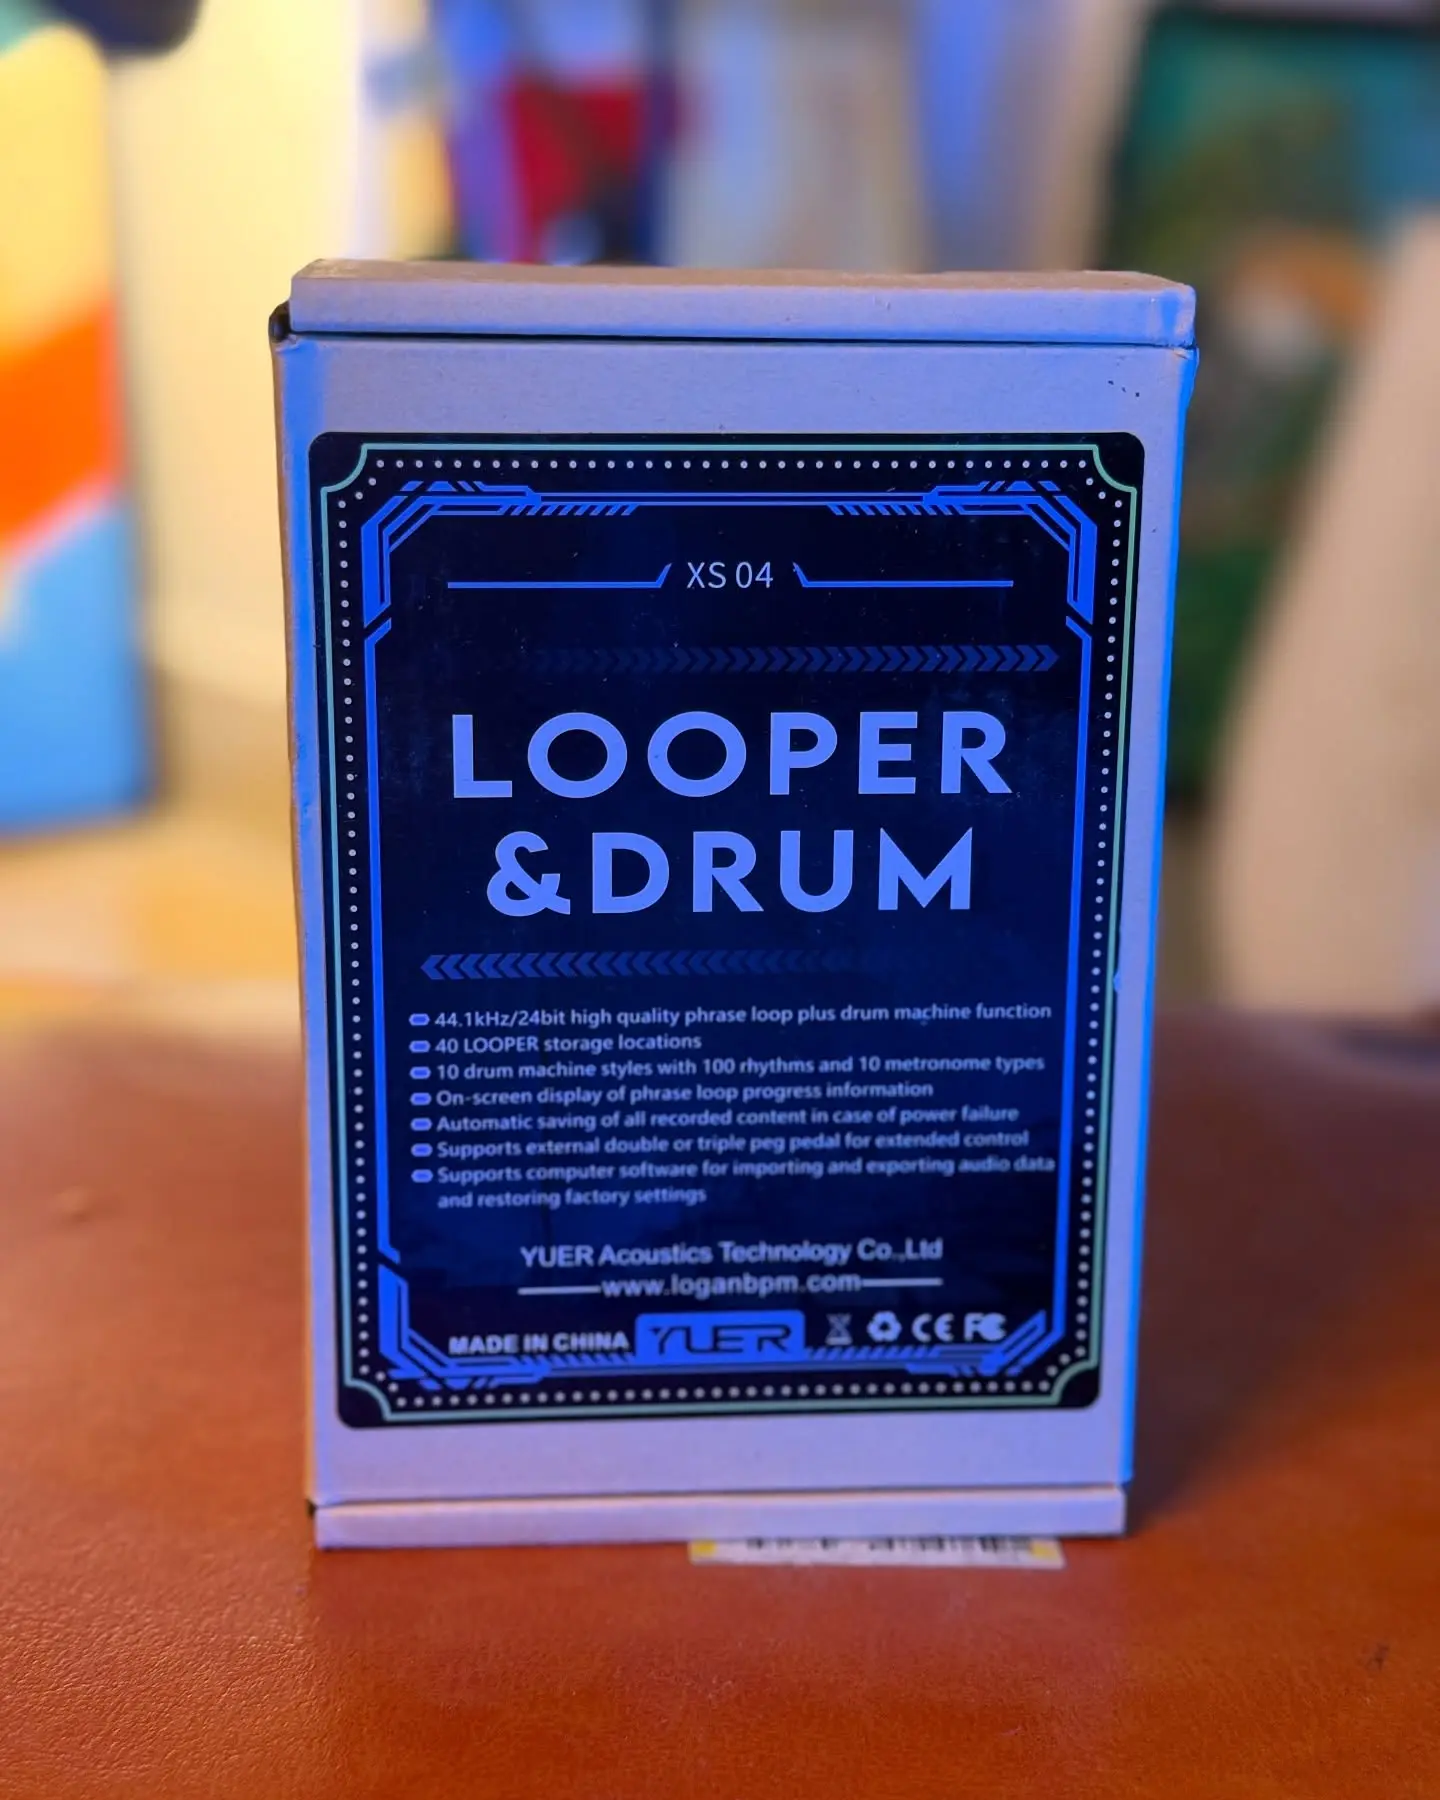 XS 04
LOOPER
&DRUM
44.1kHz/24bit high quality phrase loop plus drum machine function
40 LOOPER storage locations
10 drum machine styles with 100 rhythms and 10 metronome types
On-screen display of phrase loop progress information
Automatic saving of all recorded content in case of power failure
Supports external double or triple peg pedal for extended control
Supports computer software for importing and exporting audio data
and restoring factory settings
YUER Acoustics Technology Co.,Ltd
www.loganbpm.com
MADE IN CHINA YUER CE FC